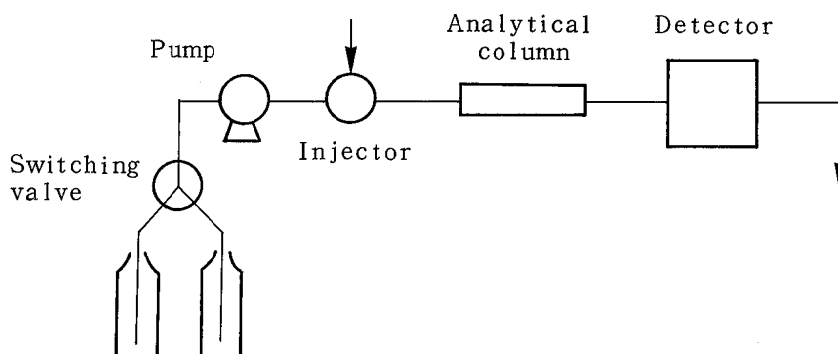 Analytical
column
Detector
Pump
Injector
Switching
valve